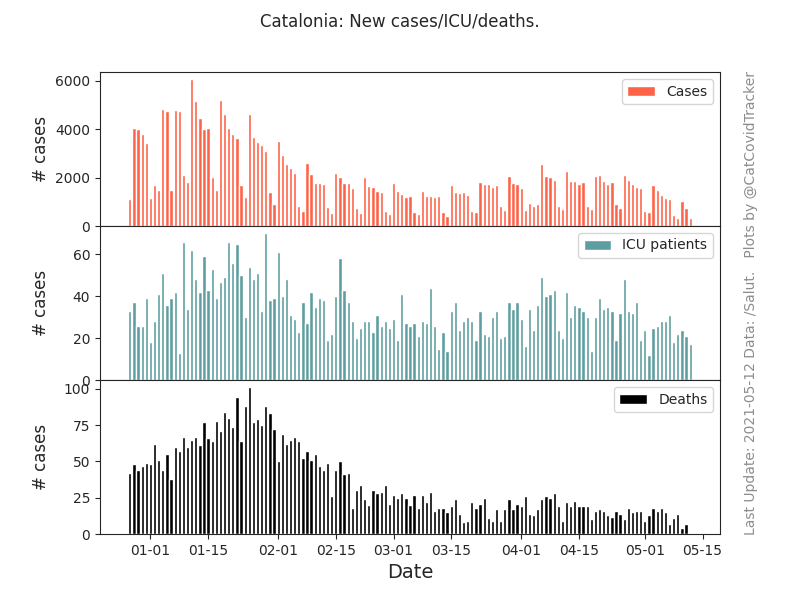 Catalonia: New cases/ICU/deaths.
# cases
6000
4000
2000
0
Cases
# cases
60
40
20
0
ICU patients
# cases
100
75
50
25
0
Deaths
01-01 01-15 02-01 02-15 03-01 03-15 04-01 04-15 05-01 05-15
Date
Last Update: 2021-05-12 Data: /Salut. Plots by @CatCovidTracker